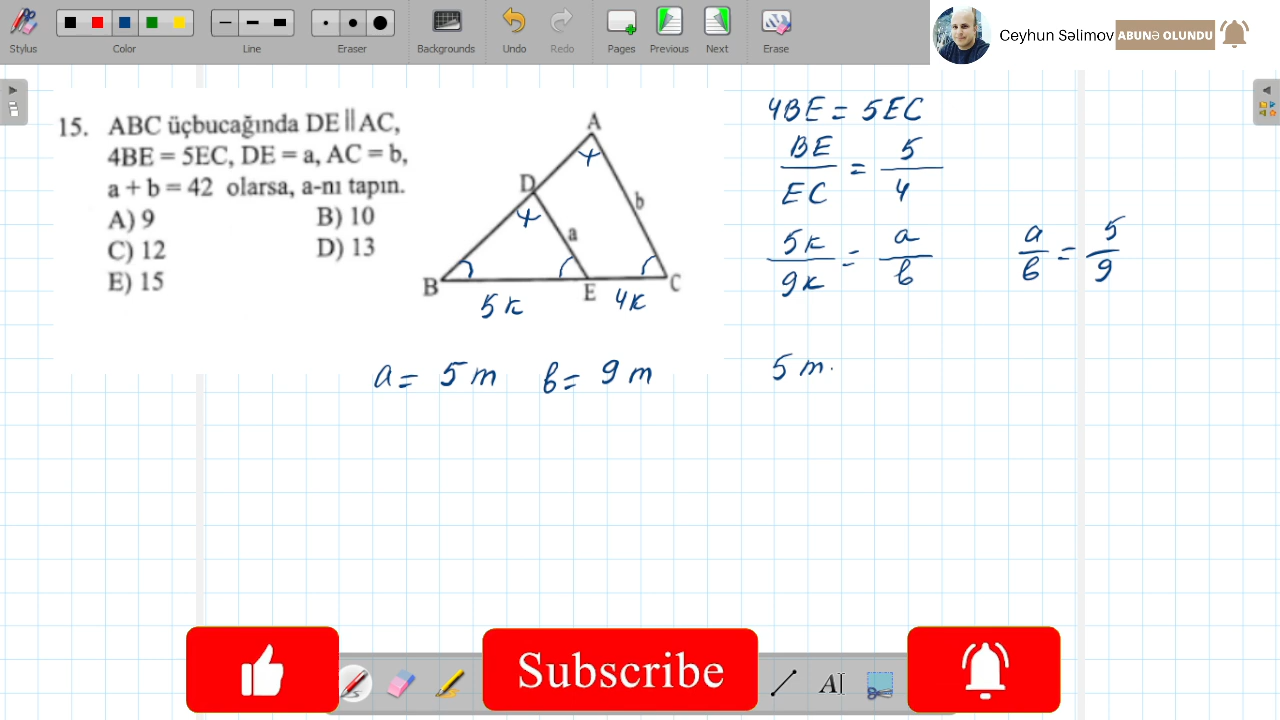 Stylus
Color
Line
Eraser
Backgrounds
Undo
Redo
Pages
Previous
Next
Erase
Ceyhun Səlimov
ABUNƏ OLUNDU
15. ABC üçbucağında DE || AC,
4BE = 5EC, DE = a, AC = b,
a + b = 42 olarsa, a-nı tapın.
A) 9 B) 10
C) 12 D) 13
E) 15
A
D
b
a
B
E
C
5k
4k
4BE = 5EC
BE/EC = 5/4
5k/9k = a/b
a/b = 5/9
a = 5m b = 9m
5m.
Subscribe
A